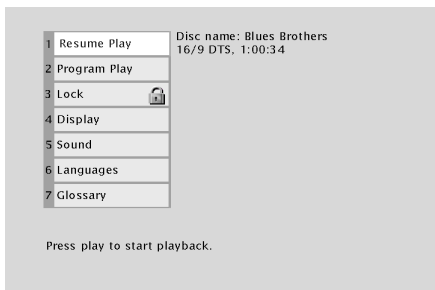 1 Resume Play
Disc name: Blues Brothers
16/9 DTS, 1:00:34
2 Program Play
3 Lock
4 Display
5 Sound
6 Languages
7 Glossary
Press play to start playback.